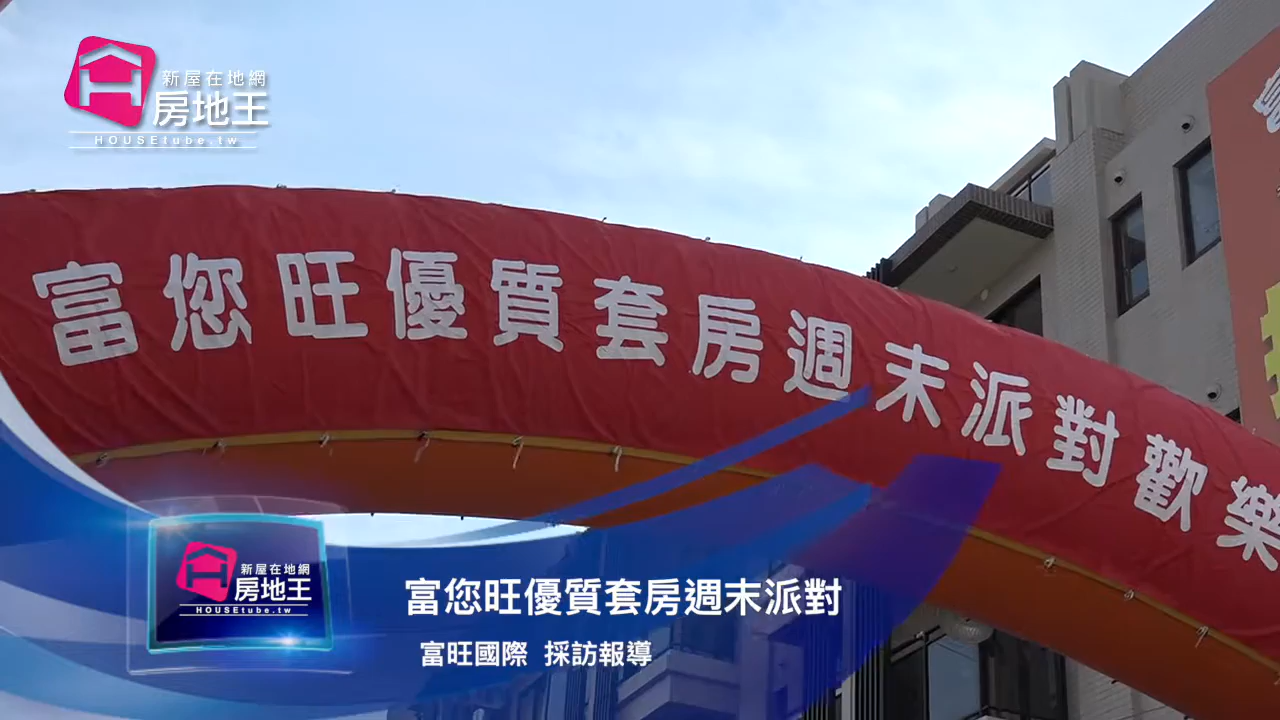 新屋在地網
房地王
HOUSEtube.tw
富您旺優質套房週末派對歡樂
新屋在地網
房地王
HOUSEtube.tw
富您旺優質套房週末派對
富旺國際 採訪報導